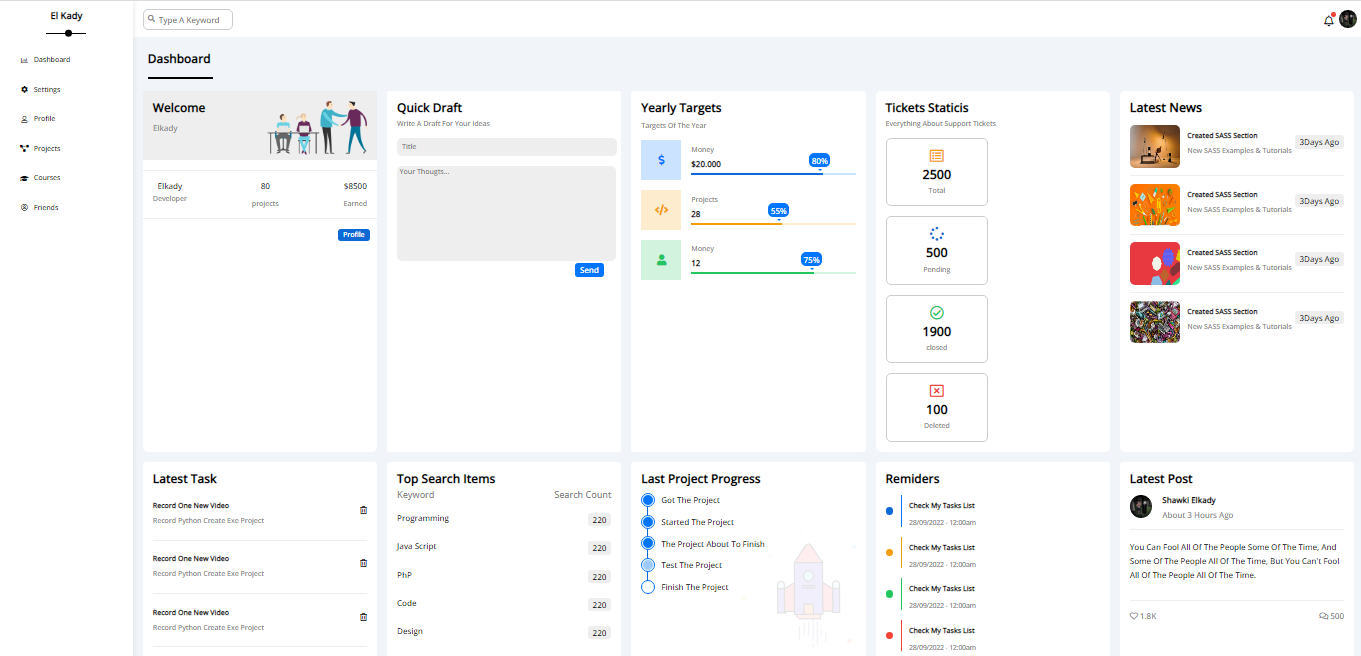 El Kady
Type A Keyword
Dashboard
Settings
Profile
Projects
Courses
Friends
Dashboard
Welcome
Elkady
Elkady
Developer
80
projects
$8500
Earned
Profile
Quick Draft
Write A Draft For Your Ideas
Title
Your Thougts...
Send
Yearly Targets
Targets Of The Year
$
Money
$20.000
80%
</>
Projects
28
55%
Money
12
75%
Tickets Staticis
Everything About Support Tickets
2500
Total
500
Pending
1900
closed
100
Deleted
Latest News
Created SASS Section
New SASS Examples & Tutorials
3Days Ago
Created SASS Section
New SASS Examples & Tutorials
3Days Ago
Created SASS Section
New SASS Examples & Tutorials
3Days Ago
Created SASS Section
New SASS Examples & Tutorials
3Days Ago
Latest Task
Record One New Video
Record Python Create Exe Project
Record One New Video
Record Python Create Exe Project
Record One New Video
Record Python Create Exe Project
Top Search Items
Keyword Search Count
Programming 220
Java Script 220
PhP 220
Code 220
Design 220
Last Project Progress
Got The Project
Started The Project
The Project About To Finish
Test The Project
Finish The Project
Remiders
Check My Tasks List
28/09/2022 - 12:00am
Check My Tasks List
28/09/2022 - 12:00am
Check My Tasks List
28/09/2022 - 12:00am
Check My Tasks List
28/09/2022 - 12:00am
Latest Post
Shawki Elkady
About 3 Hours Ago
You Can Fool All Of The People Some Of The Time, And
Some Of The People All Of The Time, But You Can't Fool
All Of The People All Of The Time.
1.8K 500